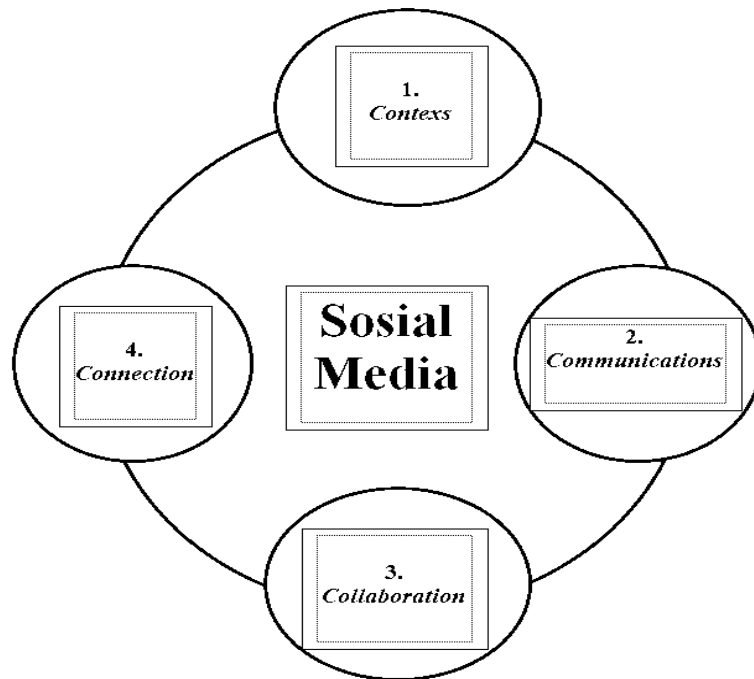 1.
Contexs
Sosial
Media
2.
Communications
3.
Collaboration
4.
Connection